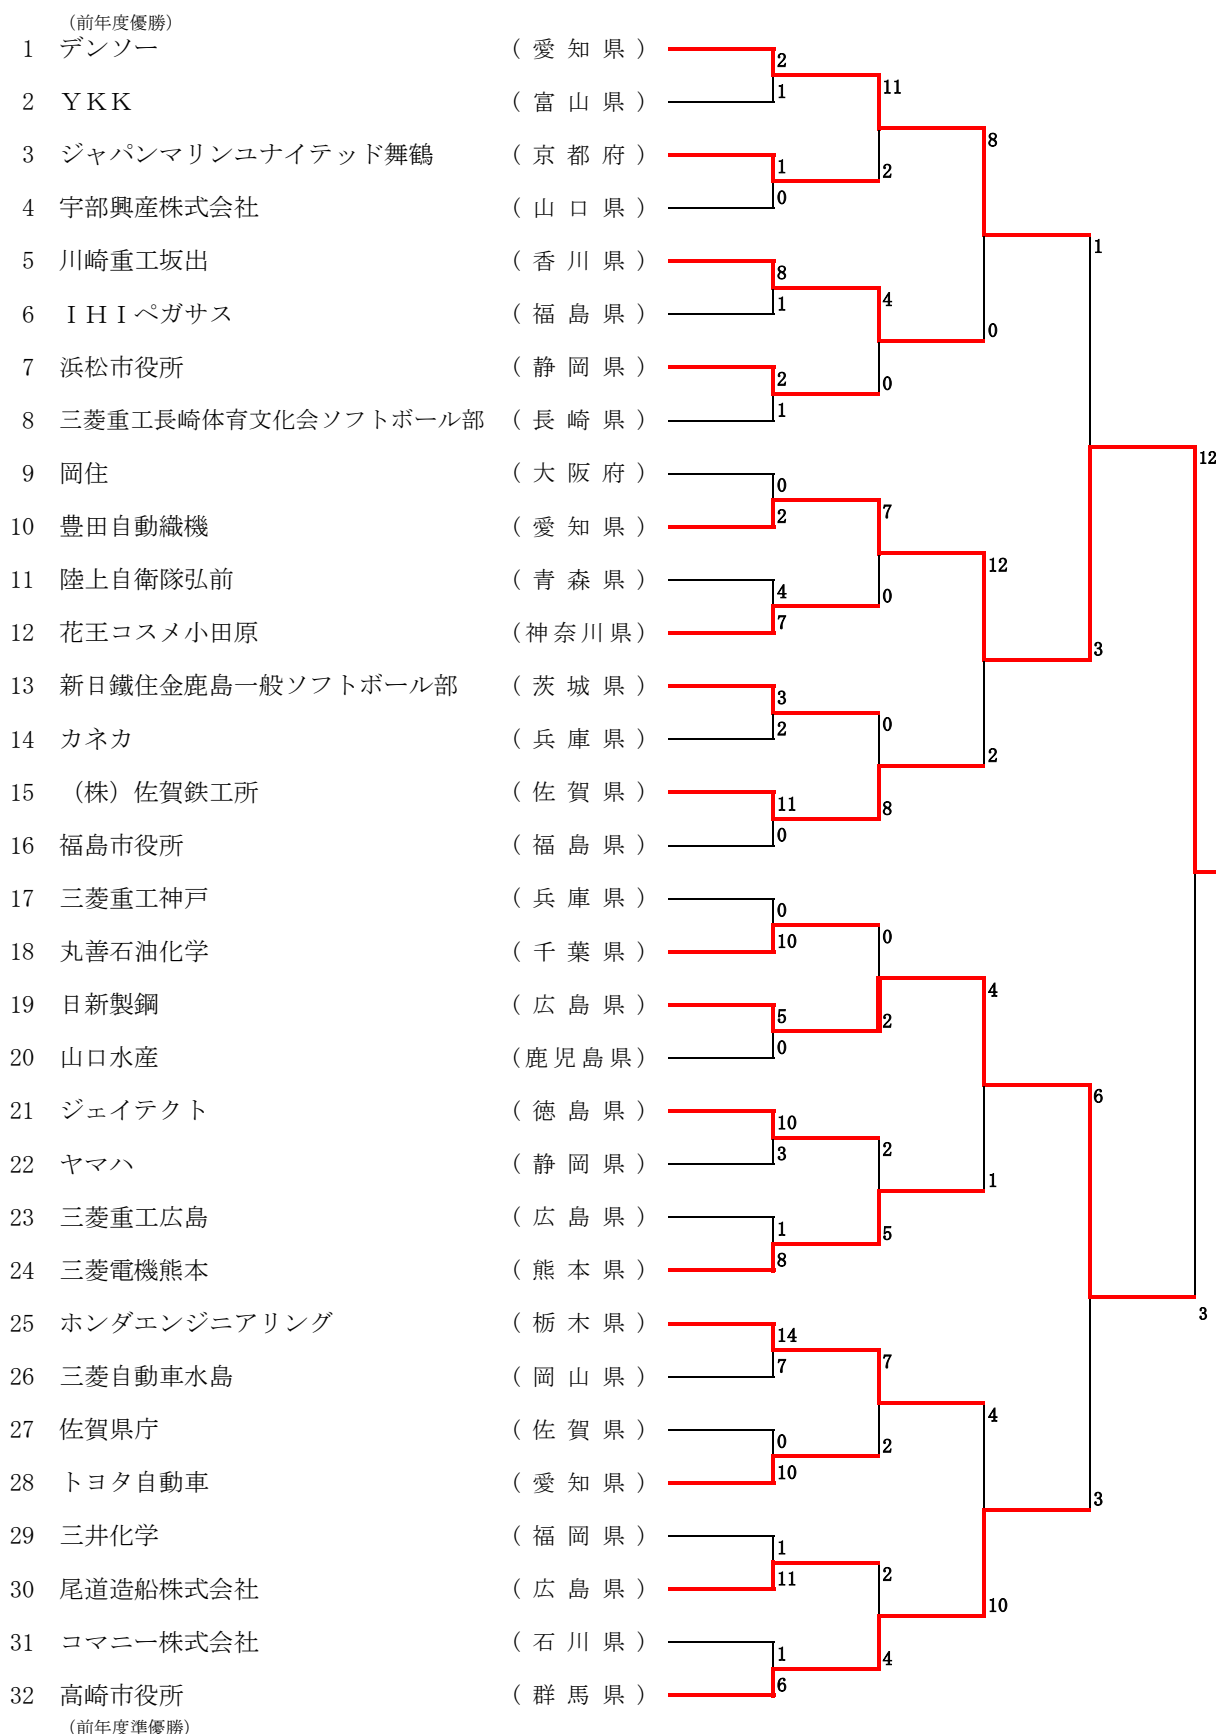 （前年度優勝）
1 デンソー （ 愛 知 県 ）
2
1
2 ＹＫＫ （ 富 山 県 ）
11
2
3 ジャパンマリンユナイテッド舞鶴 （ 京 都 府 ）
1
0
4 宇部興産株式会社 （ 山 口 県 ）
8
0
5 川崎重工坂出 （ 香 川 県 ）
8
1
6 ＩＨＩペガサス （ 福 島 県 ）
4
0
7 浜松市役所 （ 静 岡 県 ）
2
1
8 三菱重工長崎体育文化会ソフトボール部 （ 長 崎 県 ）
1
3
9 岡住 （ 大 阪 府 ）
0
2
10 豊田自動織機 （ 愛 知 県 ）
7
0
11 陸上自衛隊弘前 （ 青 森 県 ）
4
7
12 花王コスメ小田原 （神奈川県）
12
2
13 新日鐵住金鹿島一般ソフトボール部 （ 茨 城 県 ）
3
2
14 カネカ （ 兵 庫 県 ）
0
8
15 （株）佐賀鉄工所 （ 佐 賀 県 ）
11
0
16 福島市役所 （ 福 島 県 ）
12
3
17 三菱重工神戸 （ 兵 庫 県 ）
0
10
18 丸善石油化学 （ 千 葉 県 ）
0
2
19 日新製鋼 （ 広 島 県 ）
5
0
20 山口水産 （鹿児島県）
4
1
21 ジェイテクト （ 徳 島 県 ）
10
3
22 ヤマハ （ 静 岡 県 ）
2
5
23 三菱重工広島 （ 広 島 県 ）
1
8
24 三菱電機熊本 （ 熊 本 県 ）
6
3
25 ホンダエンジニアリング （ 栃 木 県 ）
14
7
26 三菱自動車水島 （ 岡 山 県 ）
7
2
27 佐賀県庁 （ 佐 賀 県 ）
0
10
28 トヨタ自動車 （ 愛 知 県 ）
4
10
29 三井化学 （ 福 岡 県 ）
1
11
30 尾道造船株式会社 （ 広 島 県 ）
2
4
31 コマニー株式会社 （ 石 川 県 ）
1
6
32 高崎市役所 （ 群 馬 県 ）
（前年度準優勝）